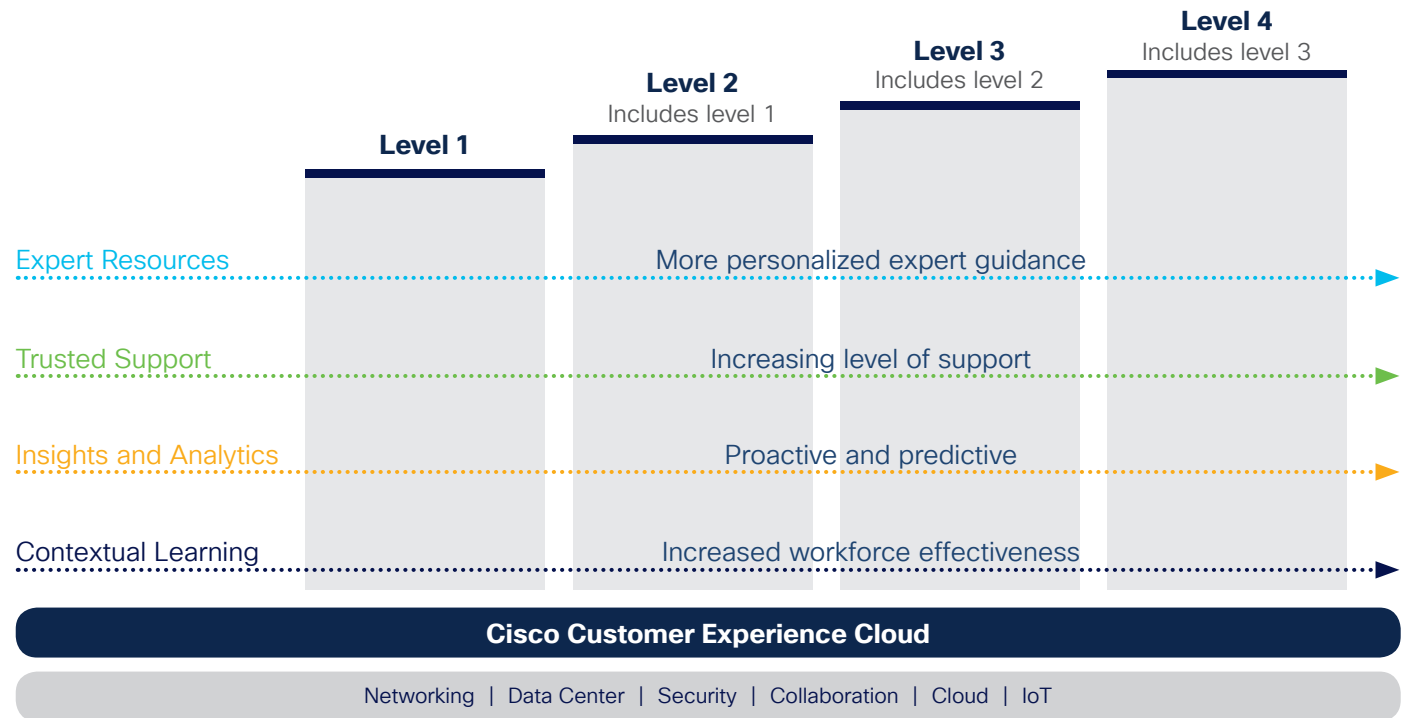 Level 1
Level 2
Includes level 1
Level 3
Includes level 2
Level 4
Includes level 3
Expert Resources
More personalized expert guidance
Trusted Support
Increasing level of support
Insights and Analytics
Proactive and predictive
Contextual Learning
Increased workforce effectiveness
Cisco Customer Experience Cloud
Networking | Data Center | Security | Collaboration | Cloud | IoT